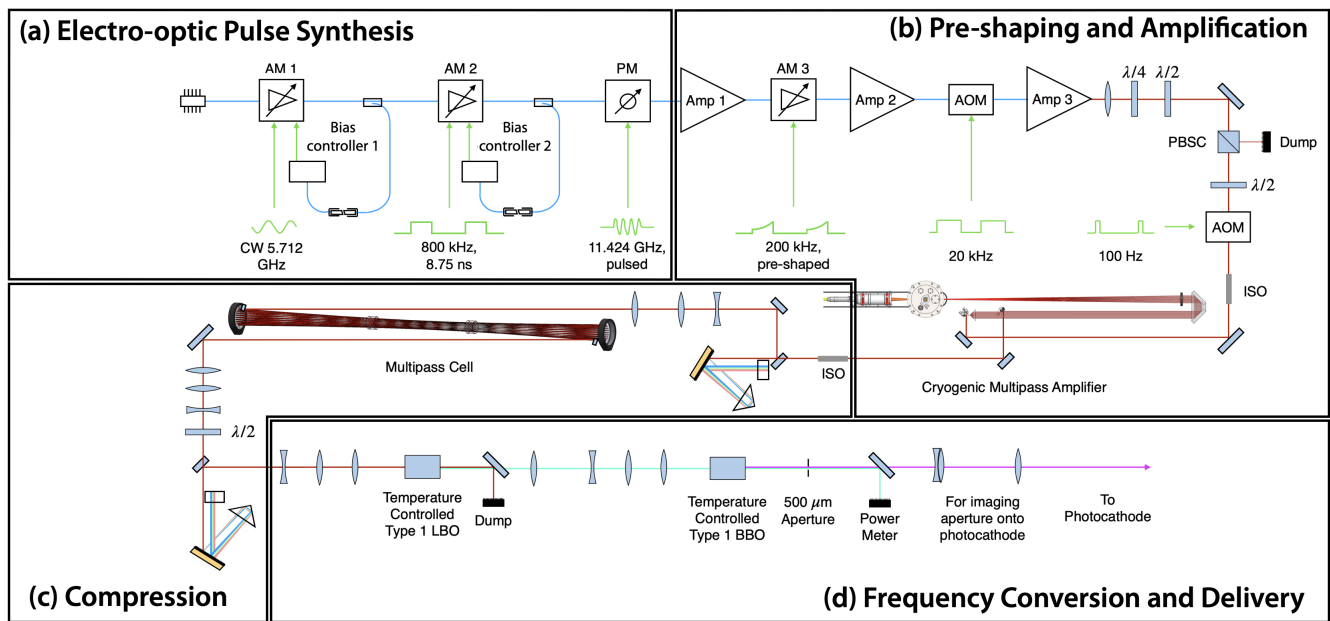 (a) Electro-optic Pulse Synthesis
AM 1
AM 2
PM
Bias
controller 1
Bias
controller 2
CW 5.712
GHz
800 kHz,
8.75 ns
11.424 GHz,
pulsed
(b) Pre-shaping and Amplification
Amp 1
AM 3
Amp 2
AOM
Amp 3
λ/4
λ/2
PBSC
Dump
λ/2
AOM
200 kHz,
pre-shaped
20 kHz
100 Hz
ISO
Cryogenic Multipass Amplifier
Multipass Cell
ISO
λ/2
(c) Compression
Temperature
Controlled
Type 1 LBO
Dump
Temperature
Controlled
Type 1 BBO
500 μm
Aperture
Power
Meter
For imaging
aperture onto
photocathode
To
Photocathode
(d) Frequency Conversion and Delivery